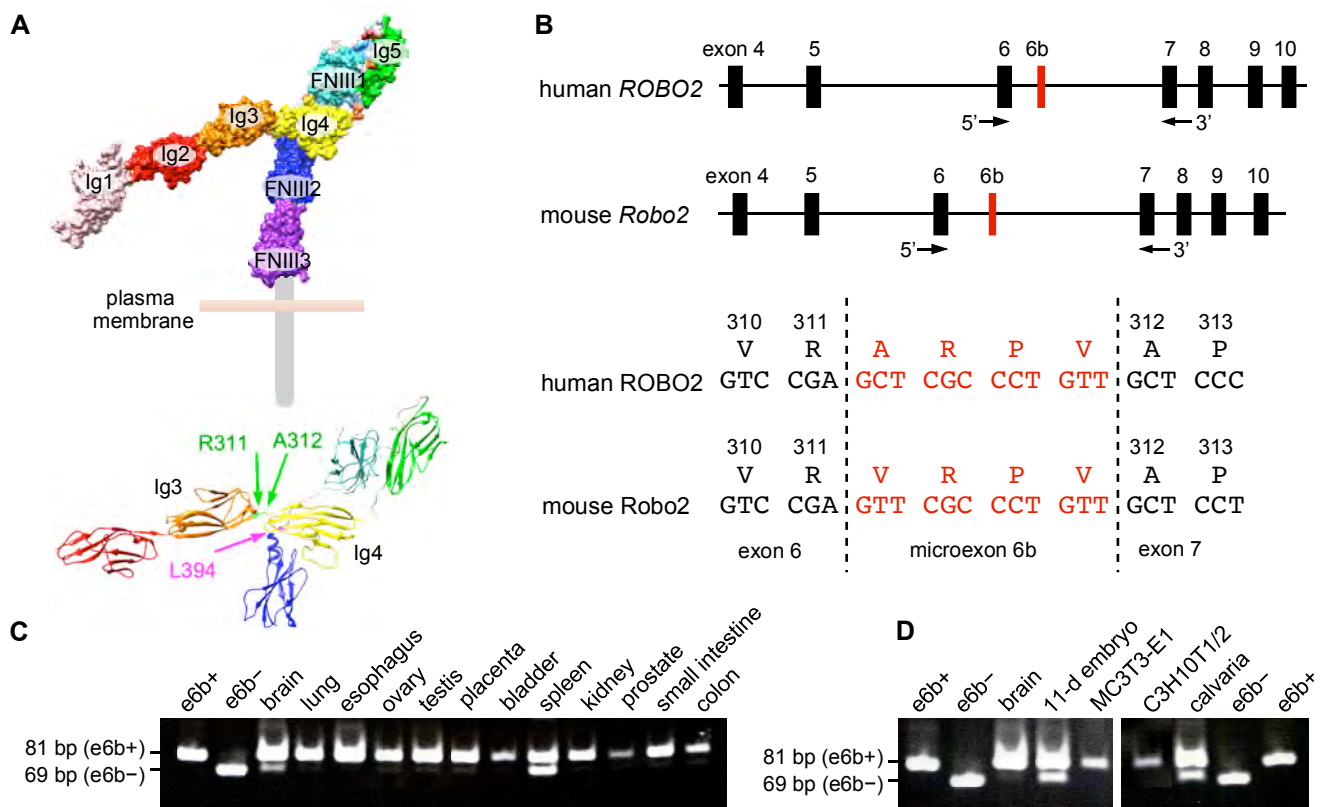 A
Ig5
FNIII1
Ig3
Ig4
Ig2
Ig1
FNIII2
FNIII3
plasma
membrane
R311 A312
Ig3
L394
Ig4
B
exon 4 5 6 6b 7 8 9 10
human ROBO2
5’ 3’
exon 4 5 6 6b 7 8 9 10
mouse Robo2
5’ 3’
310 311 312 313
V R A R P V A P
human ROBO2 GTC CGA GCT CGC CCT GTT GCT CCC
310 311 312 313
V R V R P V A P
mouse Robo2 GTC CGA GTT CGC CCT GTT GCT CCT
exon 6 microexon 6b exon 7
C
e6b+ e6b− brain lung esophagus ovary testis placenta bladder spleen kidney prostate small intestine colon
81 bp (e6b+)
69 bp (e6b−)
D
e6b+ e6b− brain 11-d embryo MC3T3-E1 C3H10T1/2 calvaria e6b− e6b+
81 bp (e6b+)
69 bp (e6b−)